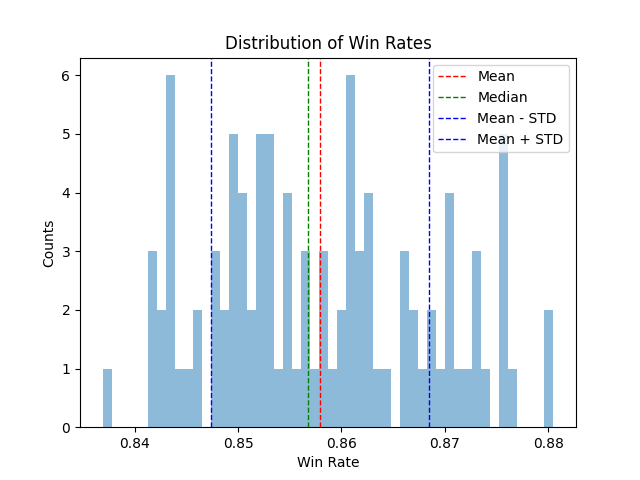 Distribution of Win Rates
Counts
6
5
4
3
2
1
0
Mean
Median
Mean - STD
Mean + STD
0.84 0.85 0.86 0.87 0.88
Win Rate